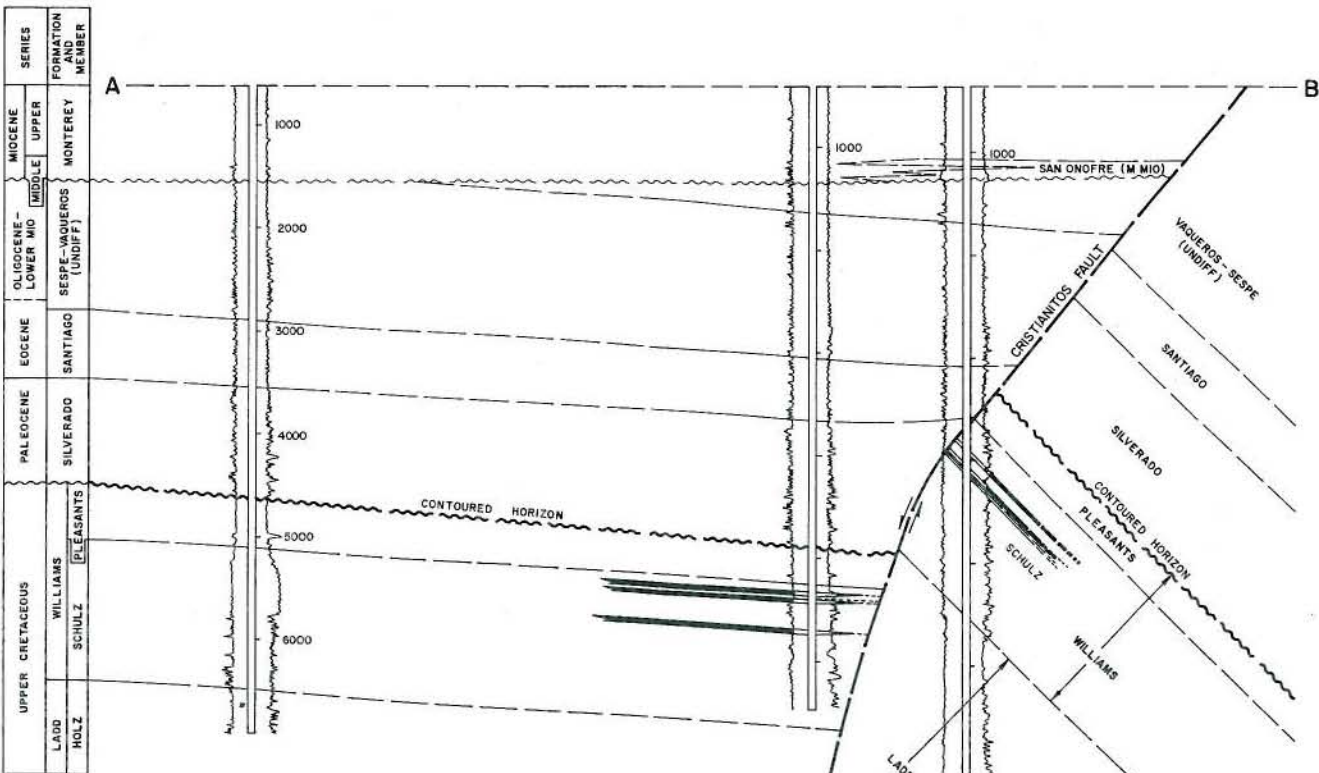 SERIES
FORMATION
AND
MEMBER
MIOCENE
UPPER
MIDDLE
MONTEREY
OLIGOCENE-
LOWER MIO
SESPE-VAQUEROS
(UNDIFF)
EOCENE
SANTIAGO
PALEOCENE
SILVERADO
UPPER CRETACEOUS
WILLIAMS
PLEASANTS
SCHULZ
LADD
HOLZ
A
B
1000
2000
3000
4000
5000
6000
1000
1000
SAN ONOFRE (M MIO)
CONTOURED HORIZON
CRISTIANITOS FAULT
VAQUEROS-SESPE
(UNDIFF)
SANTIAGO
SILVERADO
CONTOURED HORIZON
PLEASANTS
SCHULZ
WILLIAMS
LADD